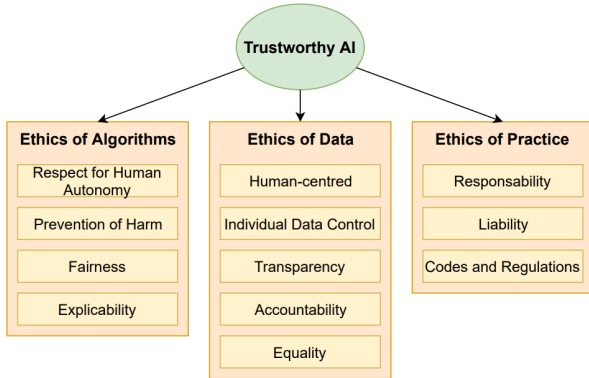 Trustworthy AI
Ethics of Algorithms
Respect for Human
Autonomy
Prevention of Harm
Fairness
Explicability
Ethics of Data
Human-centred
Individual Data Control
Transparency
Accountability
Equality
Ethics of Practice
Responsability
Liability
Codes and Regulations